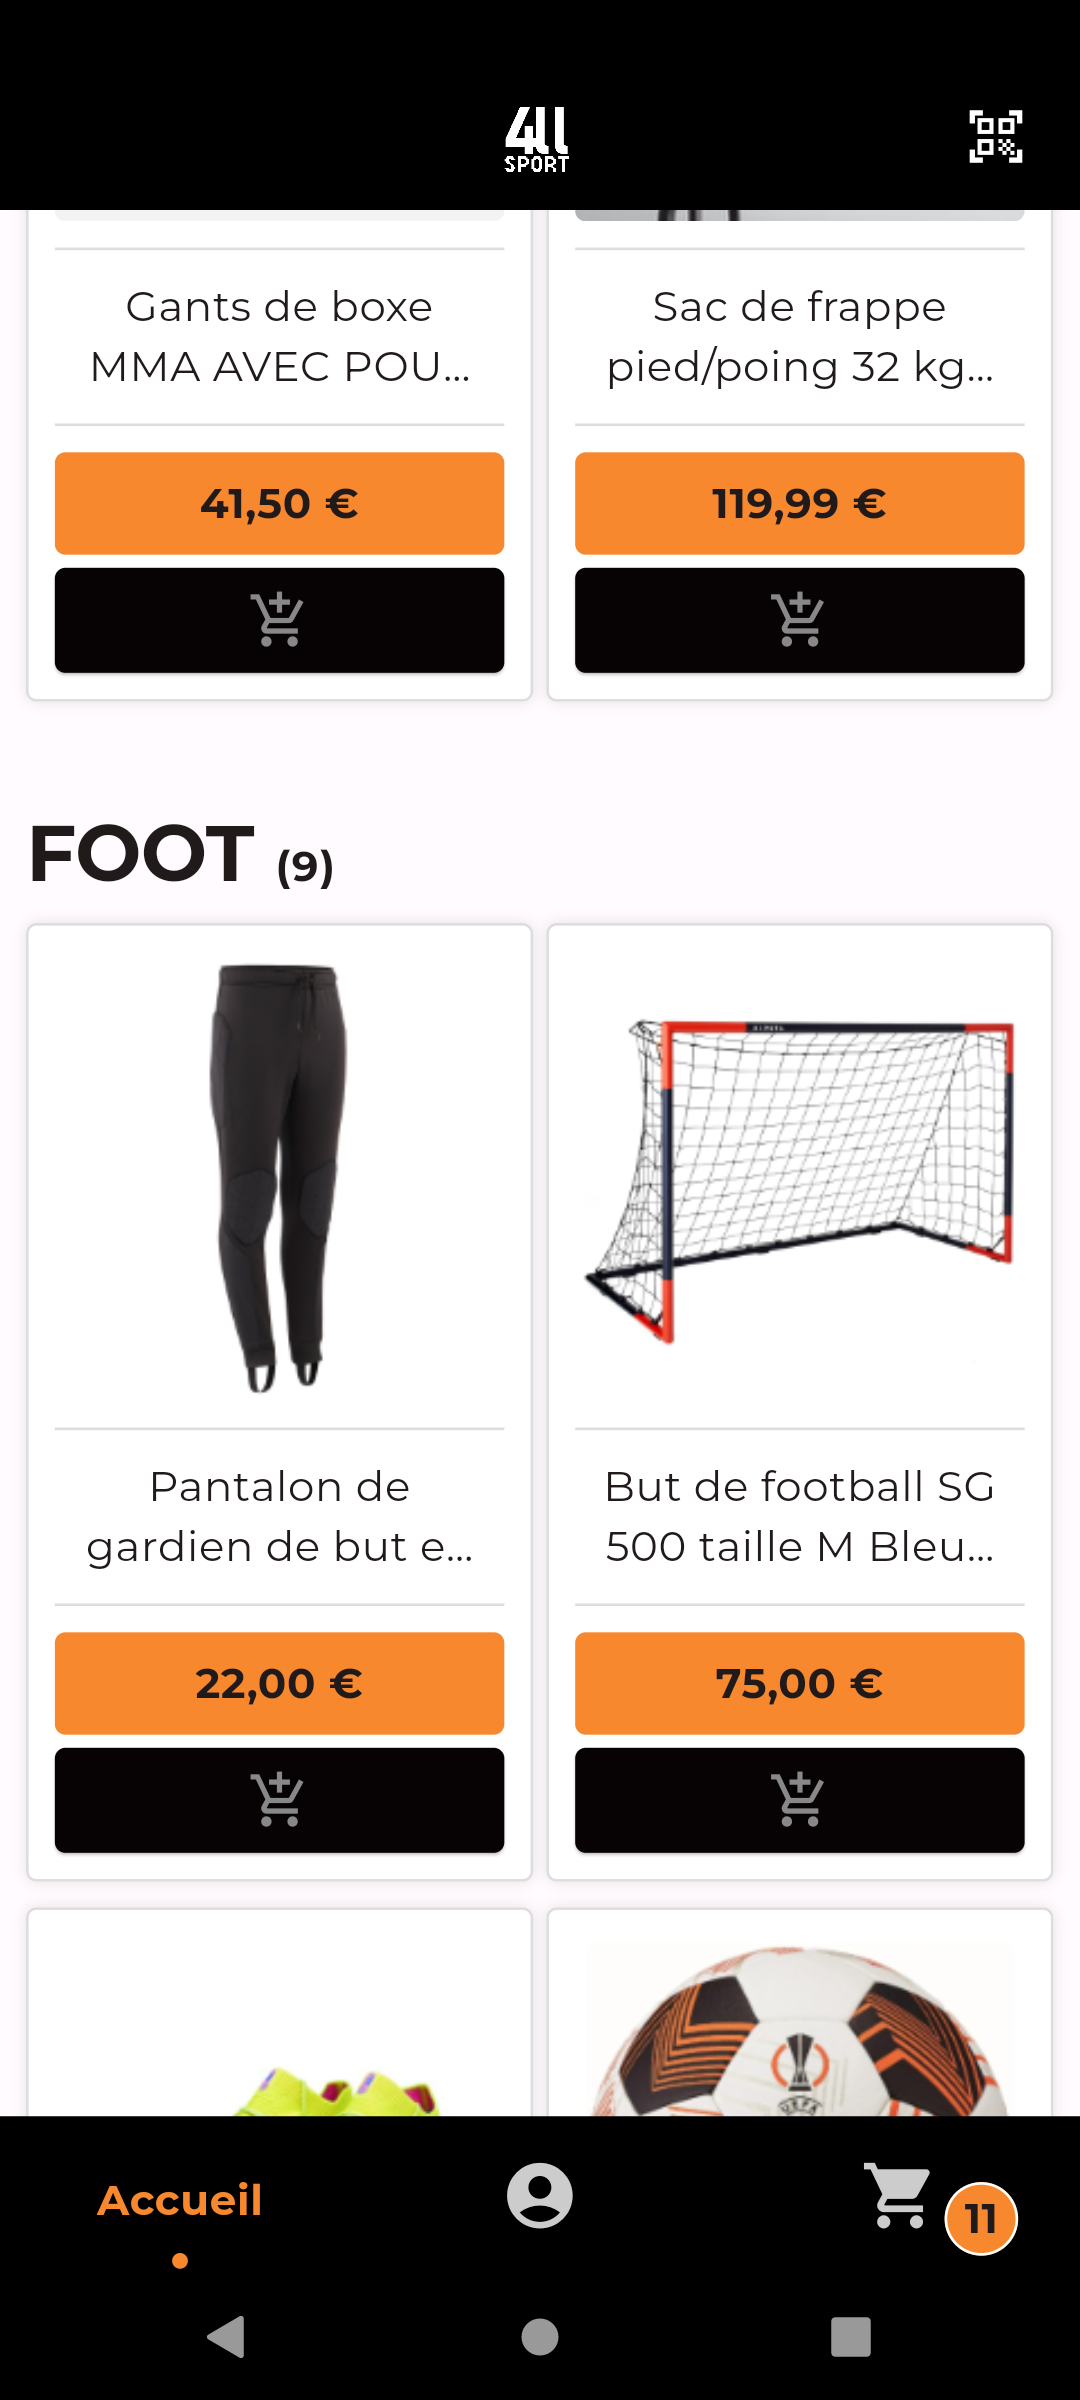 4ll
SPORT
Gants de boxe
MMA AVEC POU...
Sac de frappe
pied/poing 32 kg...
41,50 €
119,99 €
FOOT (9)
Pantalon de
gardien de but e...
But de football SG
500 taille M Bleu...
22,00 €
75,00 €
UEFA
Accueil
11